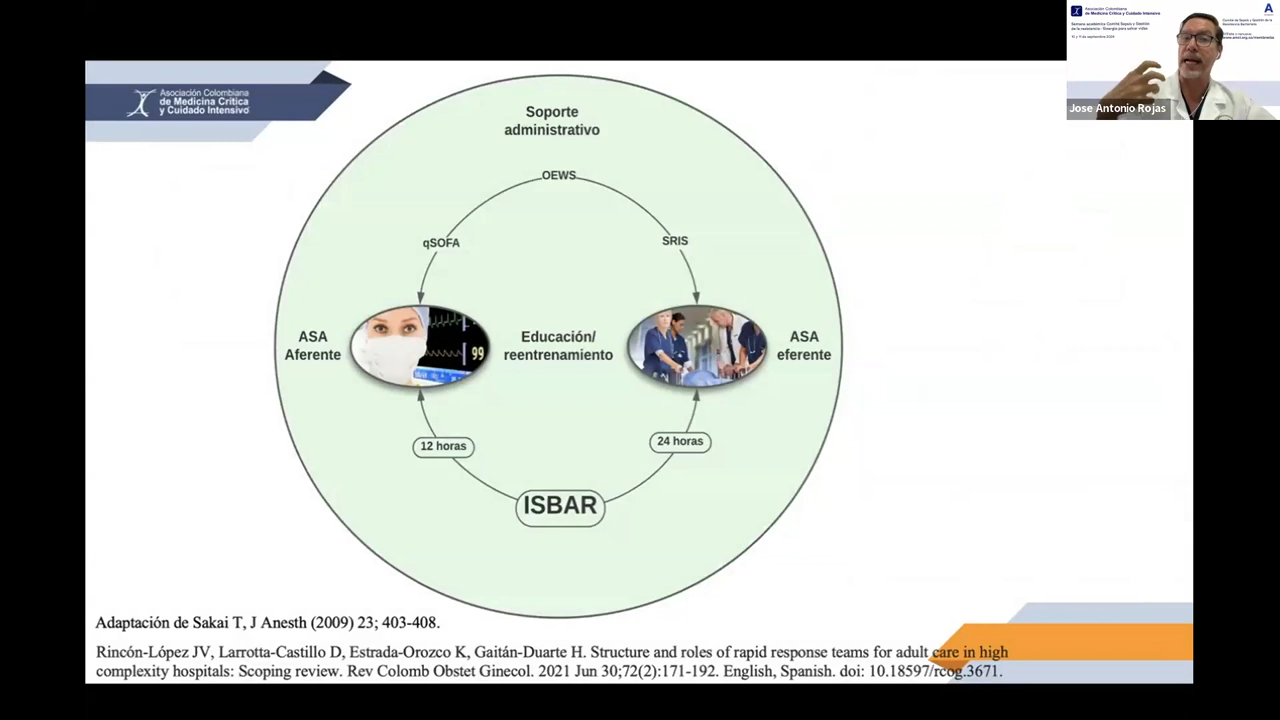 Asociación Colombiana
de Medicina Crítica
y Cuidado Intensivo
Soporte
administrativo
OEWS
qSOFA
SRIS
ASA
Aferente
99
Educación/
reentrenamiento
ASA
eferente
12 horas
24 horas
ISBAR
Adaptación de Sakai T, J Anesth (2009) 23; 403-408.
Rincón-López JV, Larrotta-Castillo D, Estrada-Orozco K, Gaitán-Duarte H. Structure and roles of rapid response teams for adult care in high
complexity hospitals: Scoping review. Rev Colomb Obstet Ginecol. 2021 Jun 30;72(2):171-192. English, Spanish. doi: 10.18597/rcog.3671.
Asociación Colombiana
de Medicina Crítica y Cuidado Intensivo
Jose Antonio Rojas